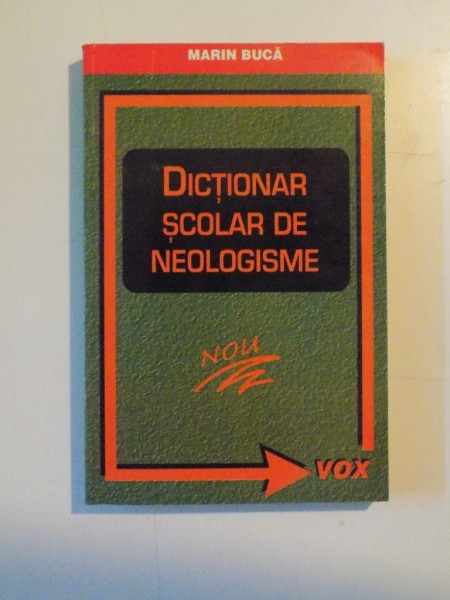 MARIN BUCĂ
DICȚIONAR
ȘCOLAR DE
NEOLOGISME
NOU
VOX